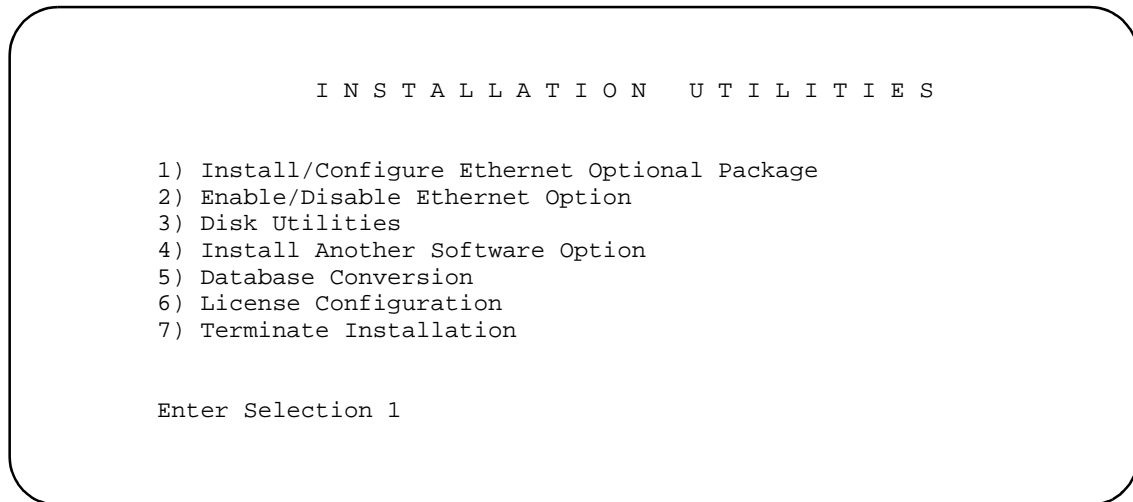 I N S T A L L A T I O N   U T I L I T I E S
1) Install/Configure Ethernet Optional Package
2) Enable/Disable Ethernet Option
3) Disk Utilities
4) Install Another Software Option
5) Database Conversion
6) License Configuration
7) Terminate Installation
Enter Selection 1